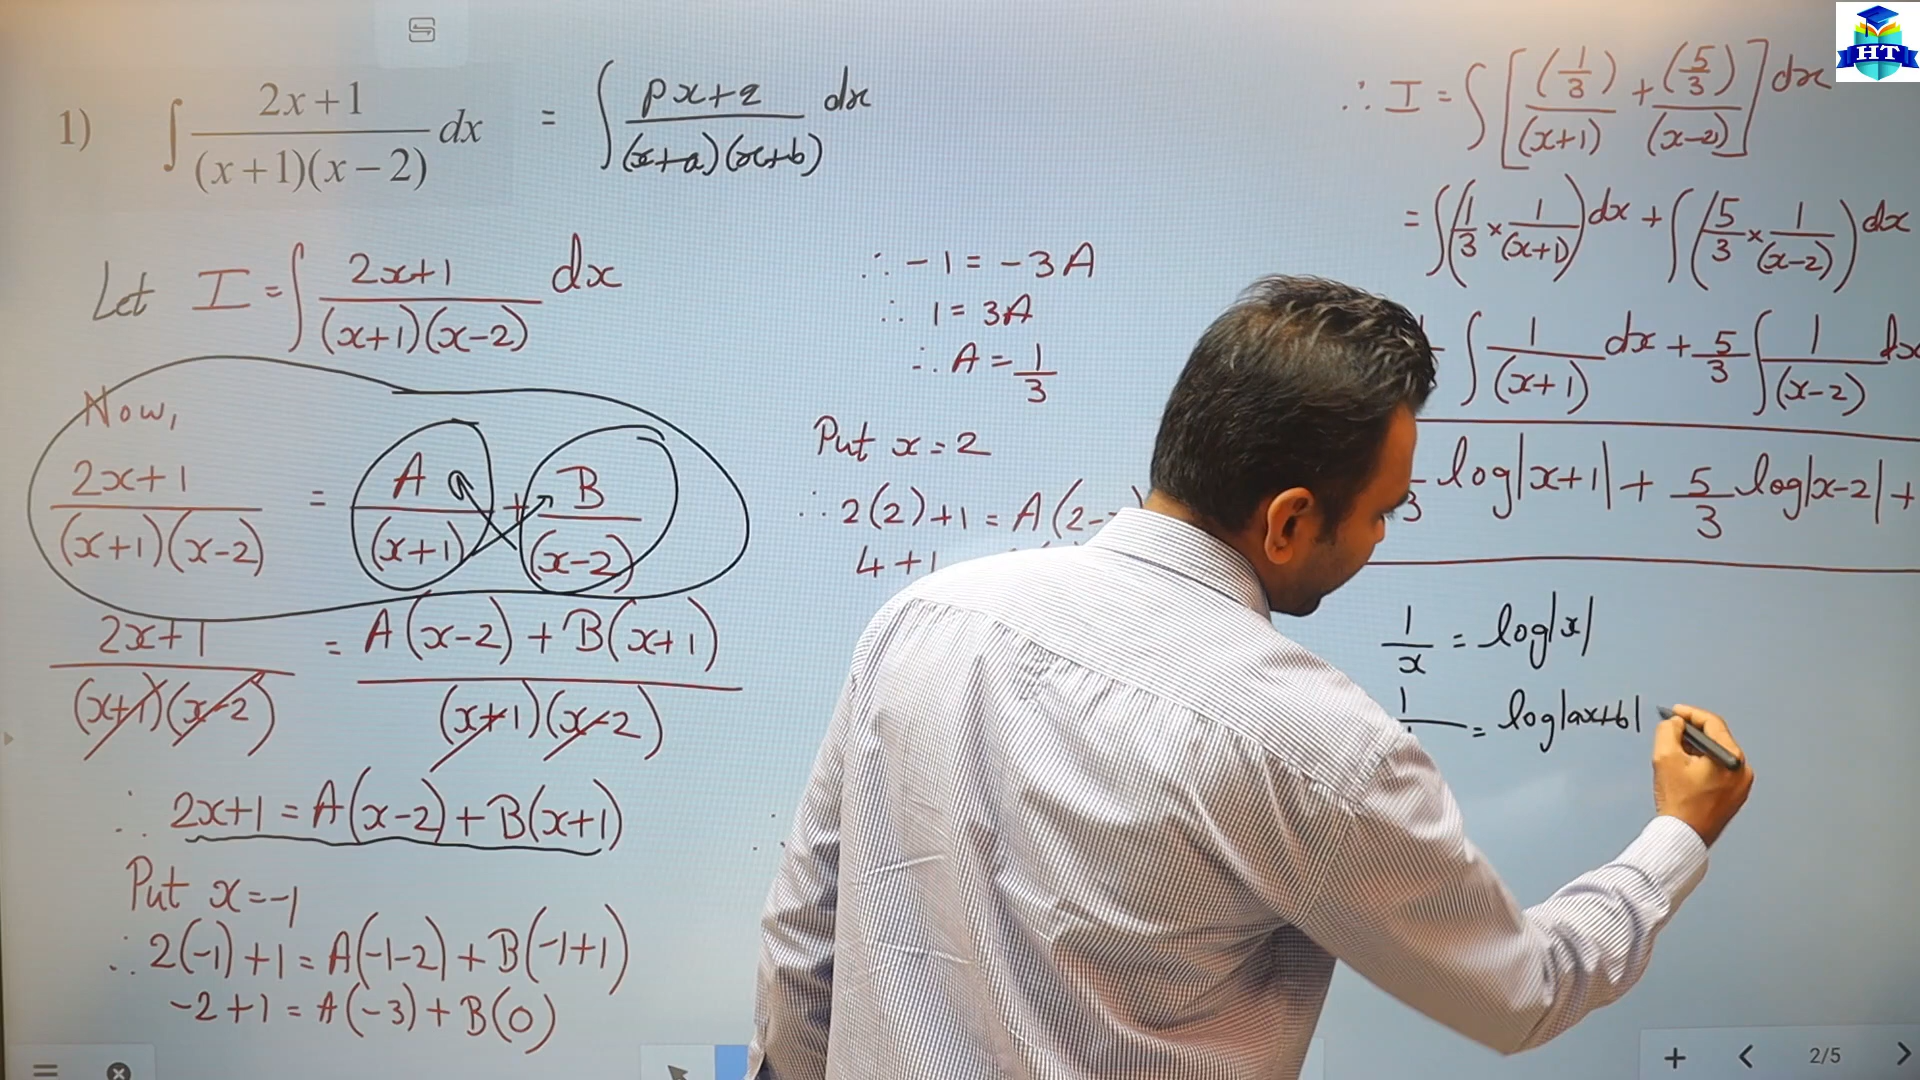 1) ∫ 2x+1 / (x+1)(x−2) dx = ∫ px+q / (x+a)(x+b) dx
Let I = ∫ 2x+1 / (x+1)(x-2) dx
Now,
2x+1 / (x+1)(x-2) = A / (x+1) + B / (x-2)
2x+1 / (x+1)(x-2) = A(x-2) + B(x+1) / (x+1)(x-2)
∴ 2x+1 = A(x-2) + B(x+1)
Put x = -1
∴ 2(-1) + 1 = A(-1-2) + B(-1+1)
-2+1 = A(-3) + B(0)
∴ -1 = -3A
∴ 1 = 3A
∴ A = 1/3
Put x = 2
∴ 2(2)+1 = A(2-
4+1
∴ I = ∫ [ (1/3) / (x+1) + (5/3) / (x-2) ] dx
= ∫ (1/3 × 1/(x+1)) dx + ∫ (5/3 × 1/(x-2)) dx
∫ 1/(x+1) dx + 5/3 ∫ 1/(x-2) dx
3 log|x+1| + 5/3 log|x-2| +
1/x = log|x|
1 = log|ax+b|
HT
2/5